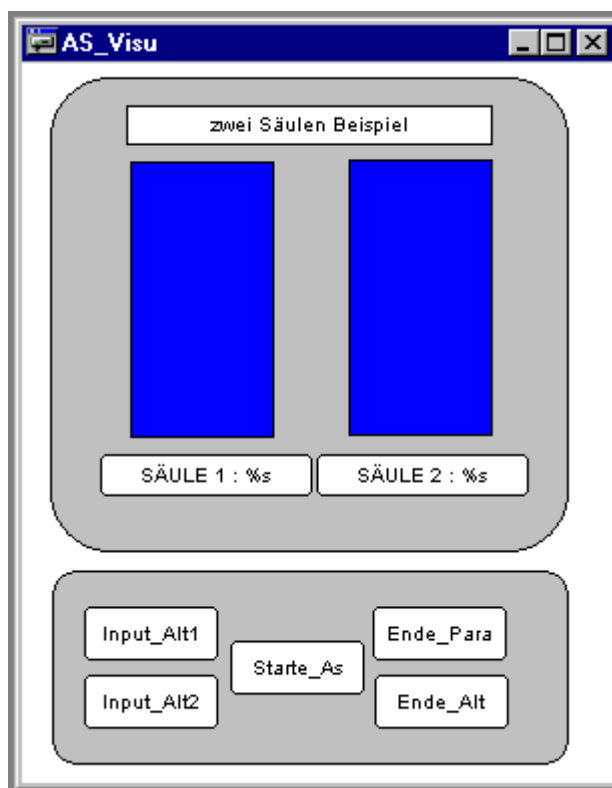 AS_Visu
zwei Säulen Beispiel
SÄULE 1 : %s
SÄULE 2 : %s
Input_Alt1
Ende_Para
Starte_As
Input_Alt2
Ende_Alt